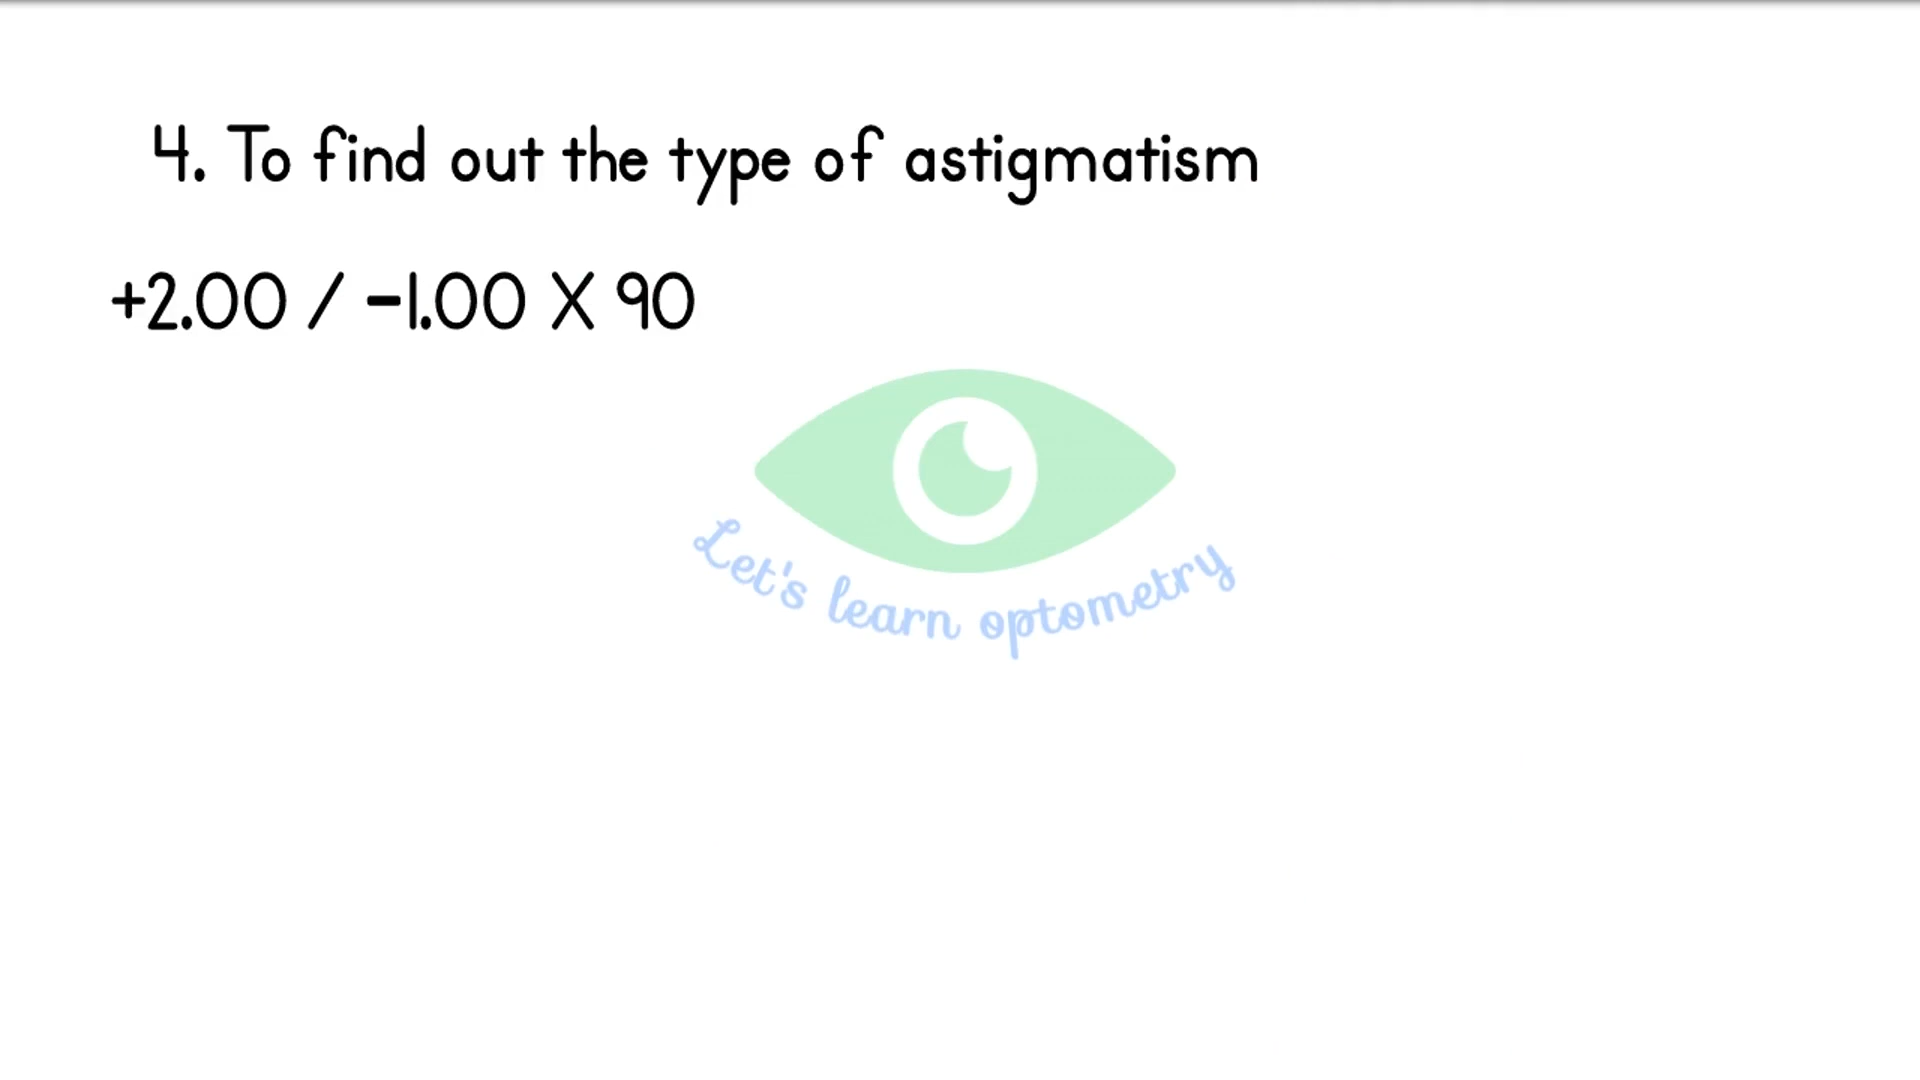 4. To find out the type of astigmatism
+2.00 / -1.00 X 90
Let's learn optometry